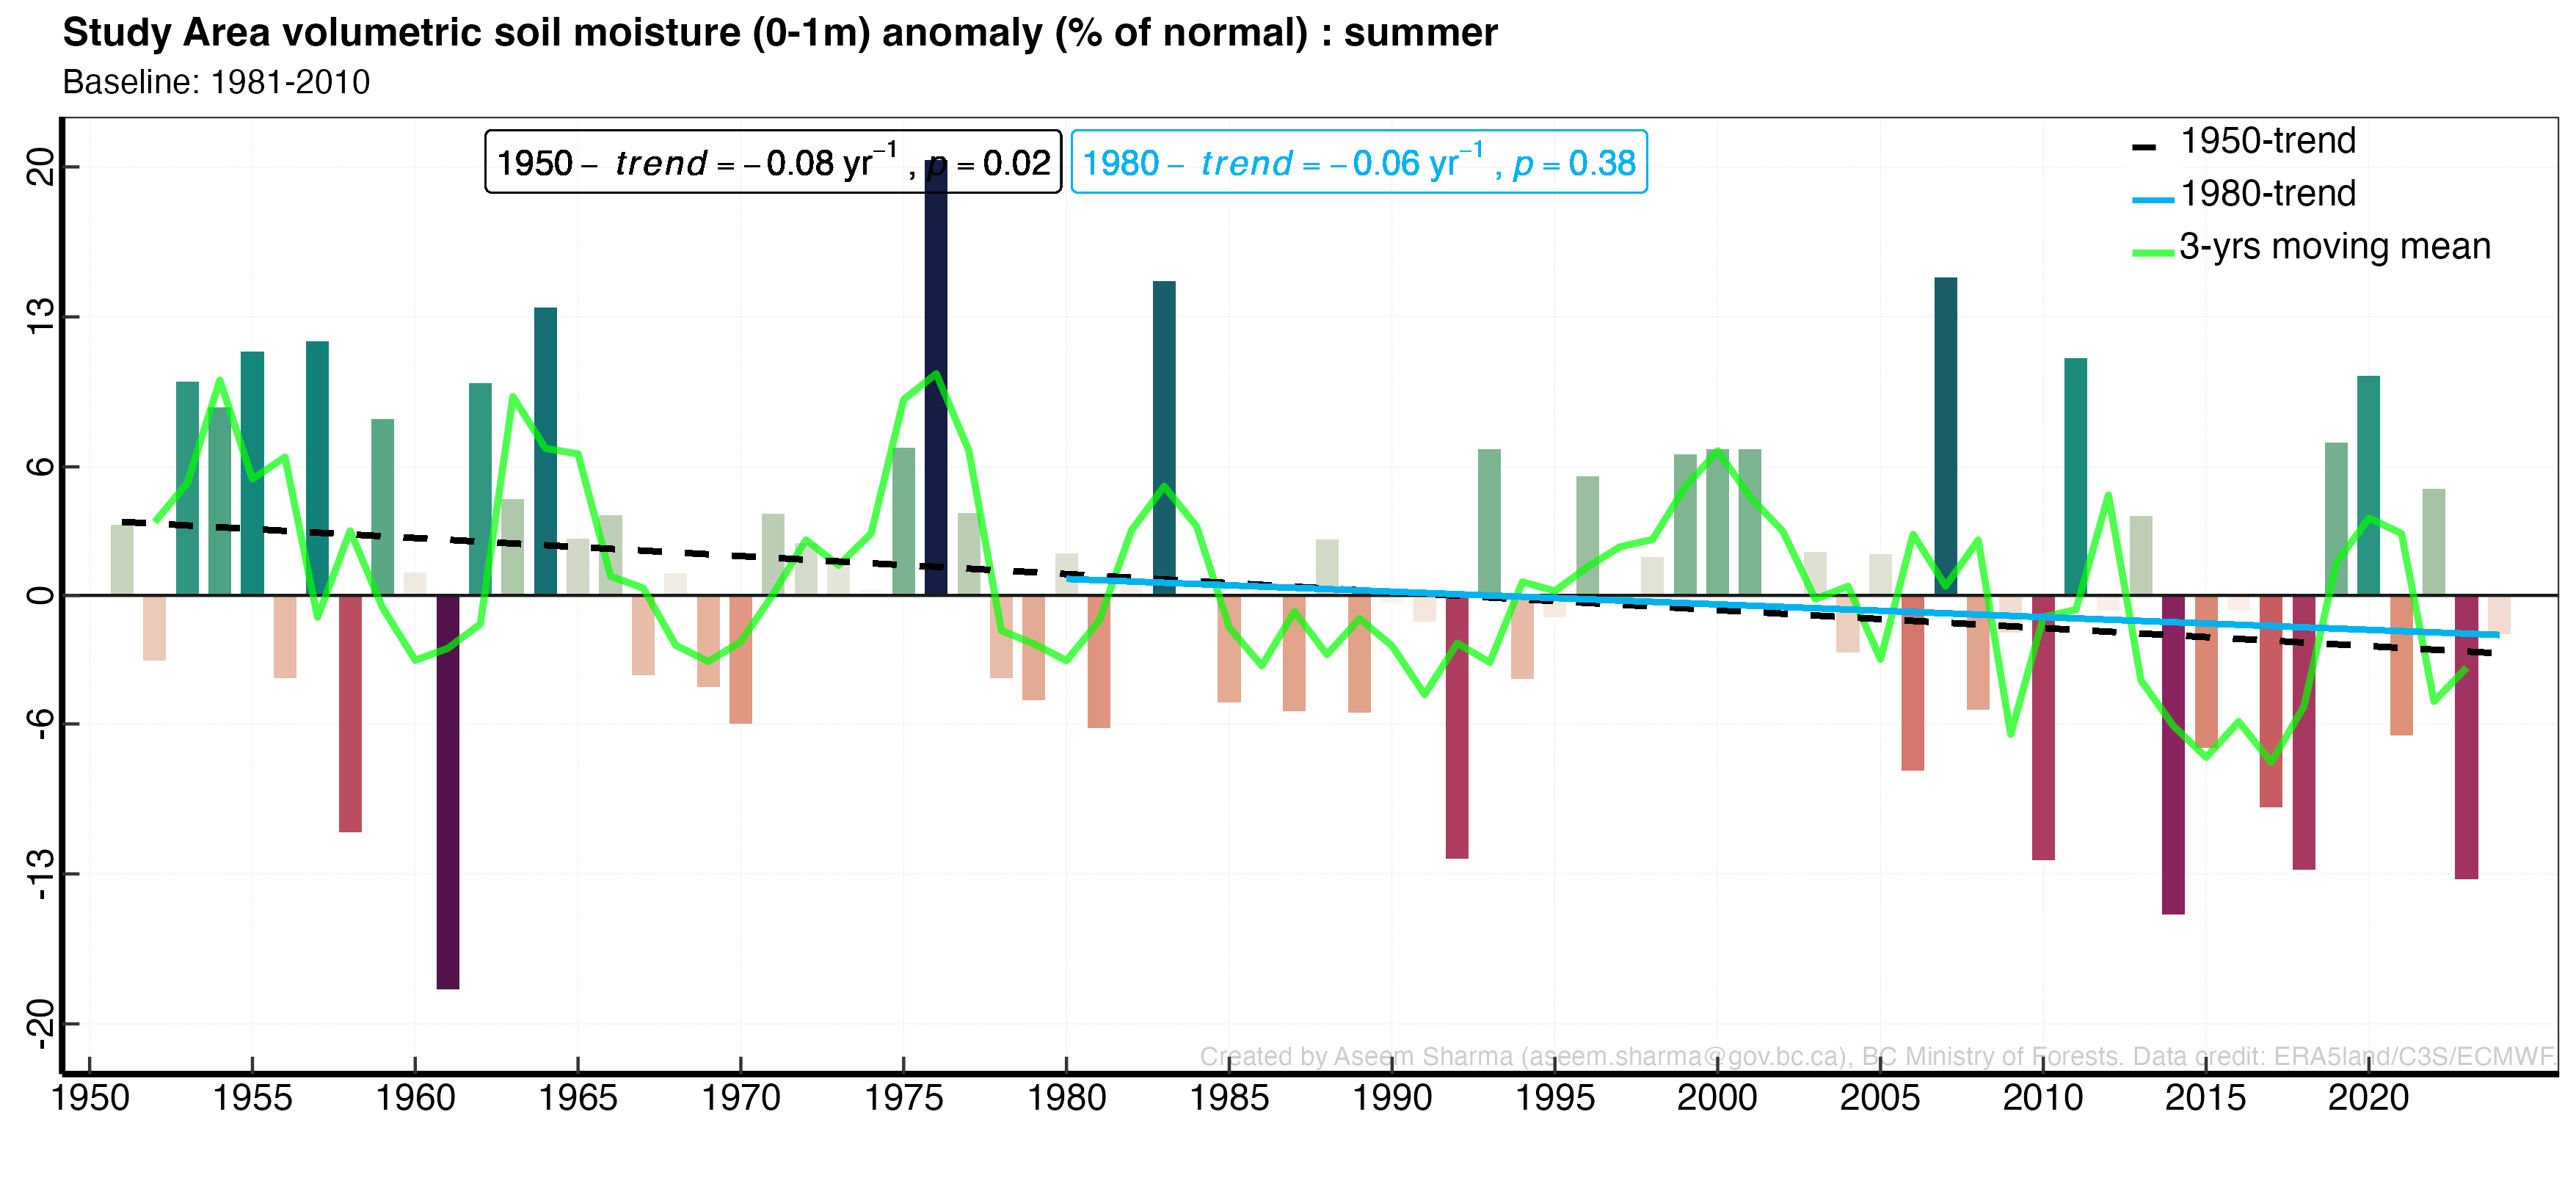 Study Area volumetric soil moisture (0-1m) anomaly (% of normal) : summer
Baseline: 1981-2010
1950 − trend = − 0.08 yr⁻¹ , p = 0.02
1980 − trend = − 0.06 yr⁻¹ , p = 0.38
1950-trend
1980-trend
3-yrs moving mean
20
13
6
0
-6
-13
-20
Created by Aseem Sharma (aseem.sharma@gov.bc.ca), BC Ministry of Forests. Data credit: ERA5land/C3S/ECMWF.
1950 1955 1960 1965 1970 1975 1980 1985 1990 1995 2000 2005 2010 2015 2020